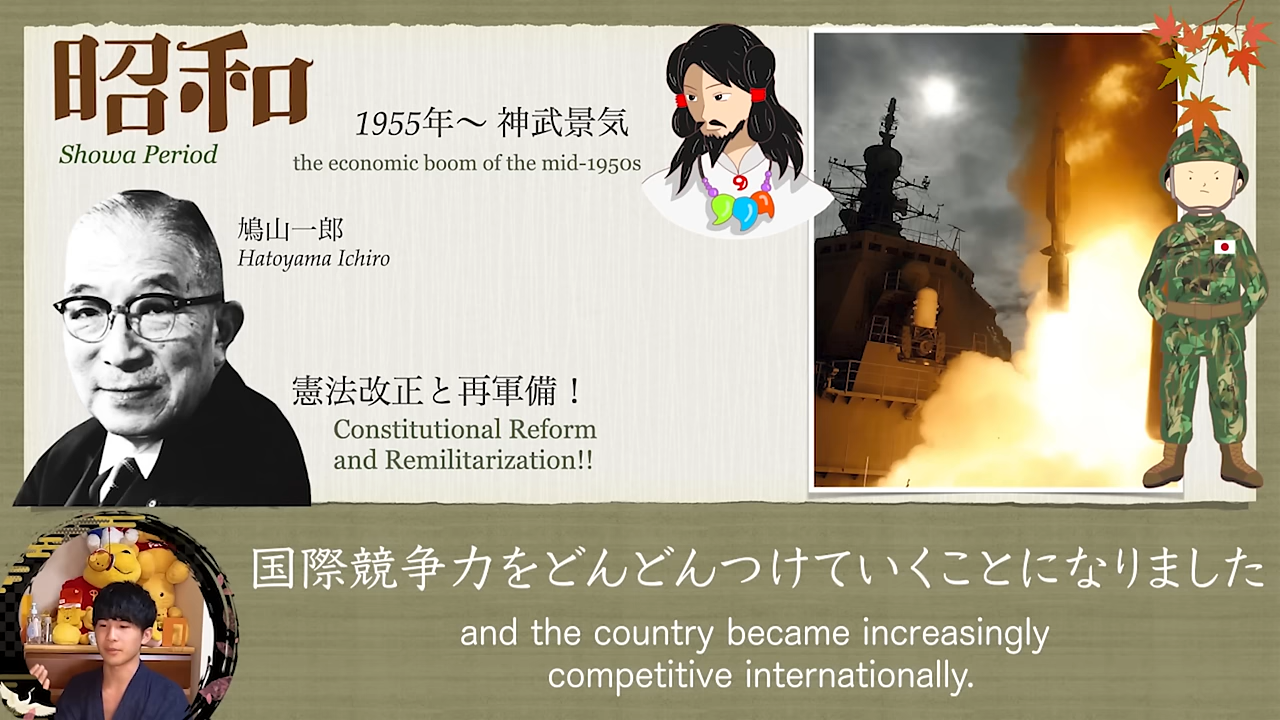 昭和
Showa Period
1955年〜 神武景気
the economic boom of the mid-1950s
鳩山一郎
Hatoyama Ichiro
憲法改正と再軍備！
Constitutional Reform
and Remilitarization!!
国際競争力をどんどんつけていくことになりました
and the country became increasingly
competitive internationally.